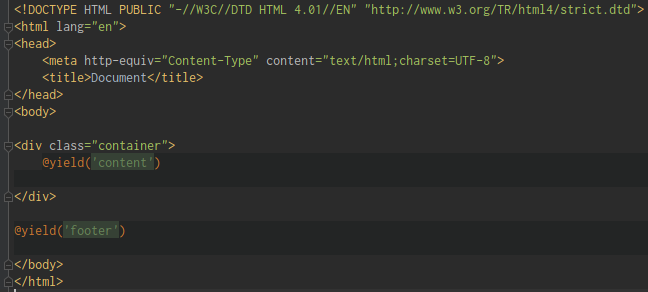 <!DOCTYPE HTML PUBLIC "-//W3C//DTD HTML 4.01//EN" "http://www.w3.org/TR/html4/strict.dtd">
<html lang="en">
<head>
    <meta http-equiv="Content-Type" content="text/html;charset=UTF-8">
    <title>Document</title>
</head>
<body>
<div class="container">
    @yield('content')
</div>
@yield('footer')
</body>
</html>